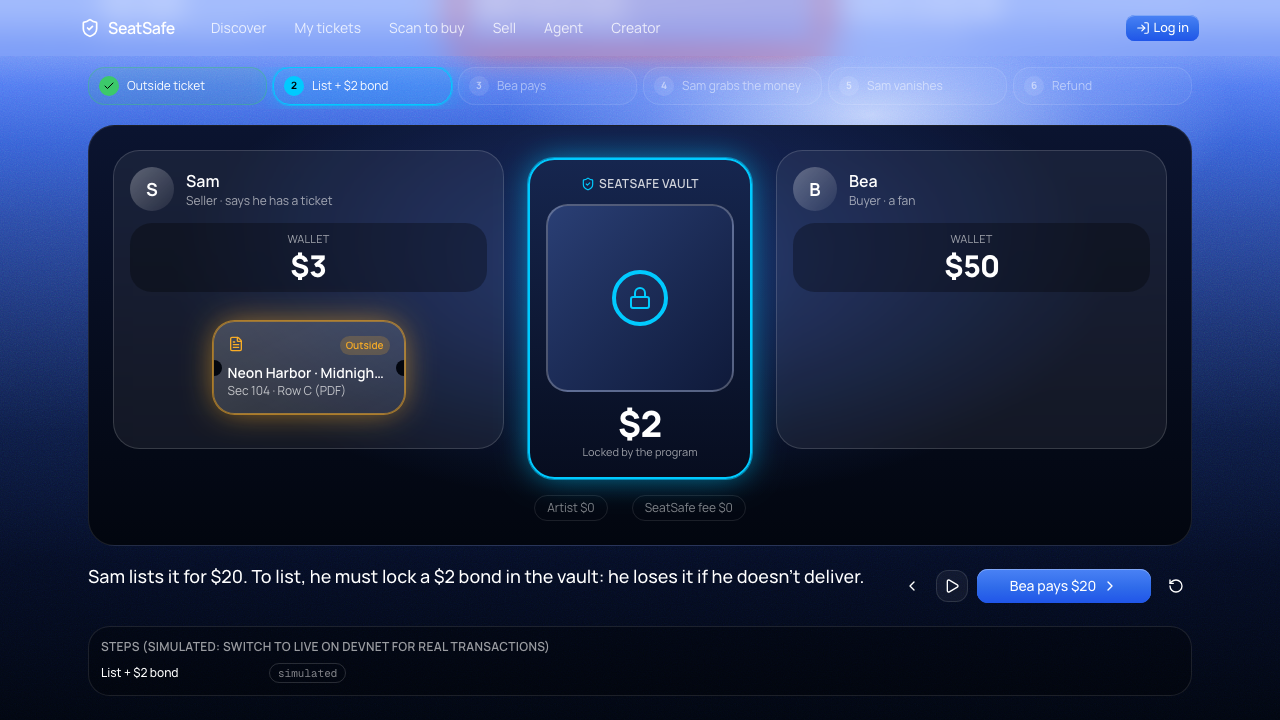 SeatSafe
Discover
My tickets
Scan to buy
Sell
Agent
Creator
Log in
Outside ticket
2
List + $2 bond
3
Bea pays
4
Sam grabs the money
5
Sam vanishes
6
Refund
S
Sam
Seller · says he has a ticket
WALLET
$3
Outside
Neon Harbor · Midnigh...
Sec 104 · Row C (PDF)
SEATSAFE VAULT
$2
Locked by the program
B
Bea
Buyer · a fan
WALLET
$50
Artist $0
SeatSafe fee $0
Sam lists it for $20. To list, he must lock a $2 bond in the vault: he loses it if he doesn't deliver.
Bea pays $20
STEPS (SIMULATED: SWITCH TO LIVE ON DEVNET FOR REAL TRANSACTIONS)
List + $2 bond
simulated